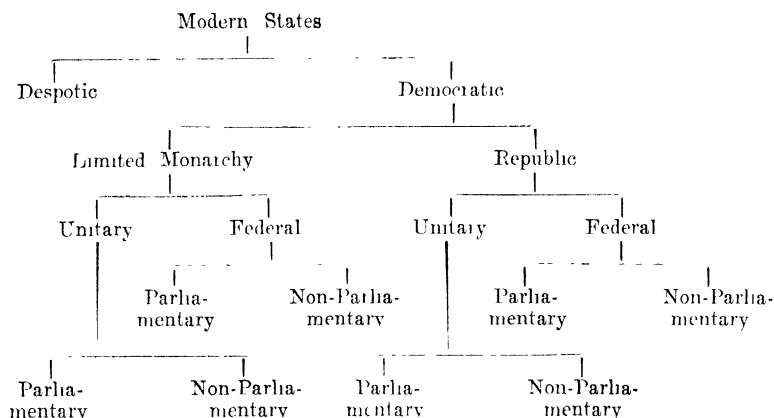 Modern States
Despotic Democratic
Limited Monarchy Republic
Unitary Federal Unitary Federal
Parlia- Non-Parlia- Parlia- Non-Parlia-
mentary mentary mentary mentary
Parlia- Non-Parlia- Parlia- Non-Parlia-
mentary mentary mentary mentary